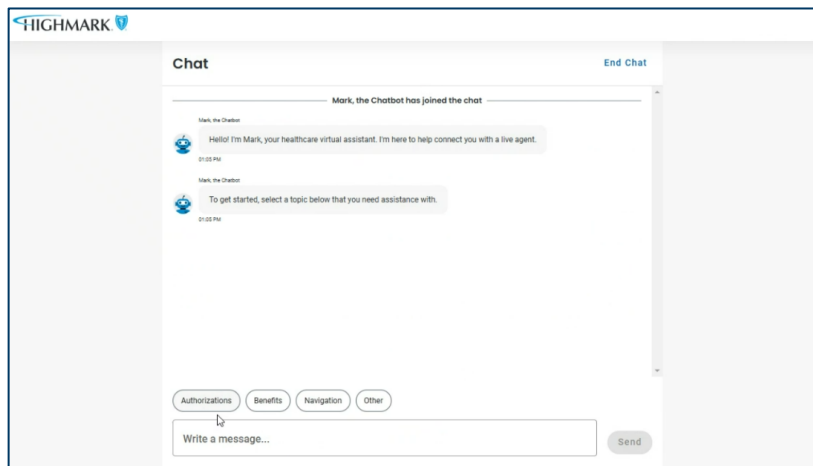 HIGHMARK
Chat
End Chat
Mark, the Chatbot has joined the chat
Mark, the Chatbot
Hello! I'm Mark, your healthcare virtual assistant. I'm here to help connect you with a live agent.
01:05 PM
Mark, the Chatbot
To get started, select a topic below that you need assistance with.
01:05 PM
Authorizations Benefits Navigation Other
Write a message...
Send